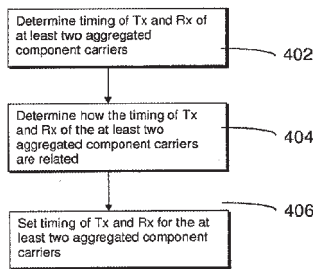 Determine timing of Tx and Rx of
at least two aggregated
component carriers
402
Determine how the timing of Tx
and Rx of the at least two
aggregated component carriers
are related
404
406
Set timing of Tx and Rx for the at
least two aggregated component
carriers